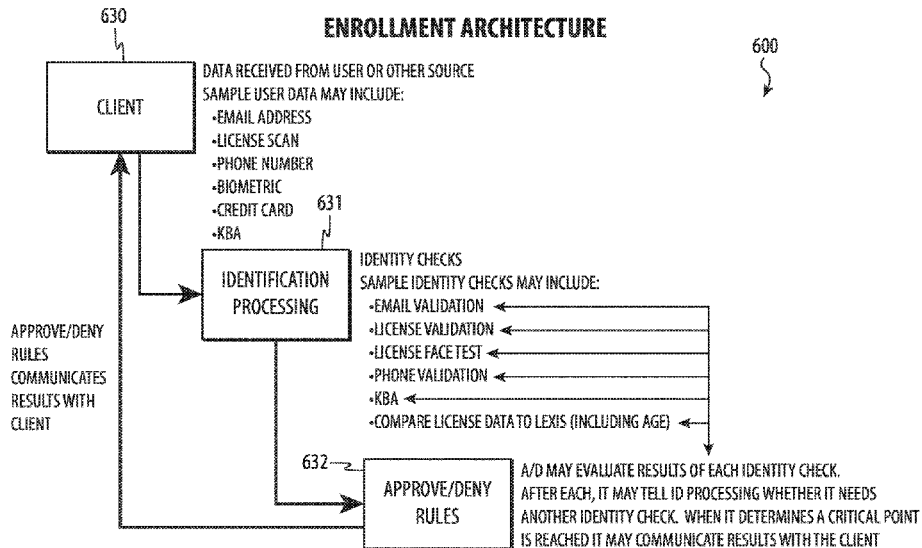 ENROLLMENT ARCHITECTURE
600
630
CLIENT
DATA RECEIVED FROM USER OR OTHER SOURCE
SAMPLE USER DATA MAY INCLUDE:
•EMAIL ADDRESS
•LICENSE SCAN
•PHONE NUMBER
•BIOMETRIC
•CREDIT CARD
•KBA
631
IDENTIFICATION
PROCESSING
IDENTITY CHECKS
SAMPLE IDENTITY CHECKS MAY INCLUDE:
•EMAIL VALIDATION
•LICENSE VALIDATION
•LICENSE FACE TEST
•PHONE VALIDATION
•KBA
•COMPARE LICENSE DATA TO LEXIS (INCLUDING AGE)
APPROVE/DENY
RULES
COMMUNICATES
RESULTS WITH
CLIENT
632
APPROVE/DENY
RULES
A/D MAY EVALUATE RESULTS OF EACH IDENTITY CHECK.
AFTER EACH, IT MAY TELL ID PROCESSING WHETHER IT NEEDS
ANOTHER IDENTITY CHECK. WHEN IT DETERMINES A CRITICAL POINT
IS REACHED IT MAY COMMUNICATE RESULTS WITH THE CLIENT